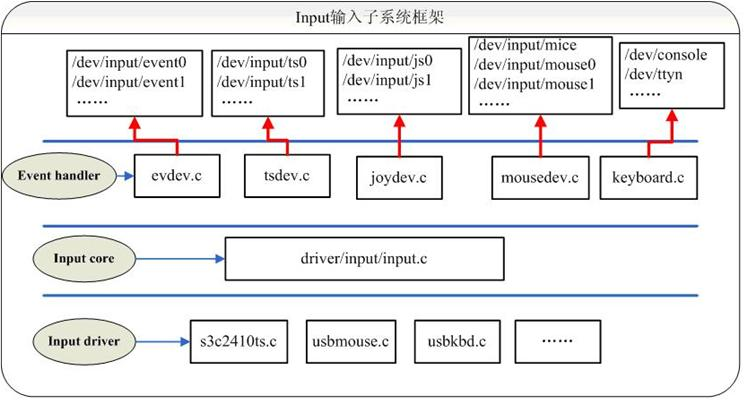 Input输入子系统框架
/dev/input/event0
/dev/input/event1
……
/dev/input/ts0
/dev/input/ts1
……
/dev/input/js0
/dev/input/js1
……
/dev/input/mice
/dev/input/mouse0
/dev/input/mouse1
……
/dev/console
/dev/ttyn
……
Event handler
evdev.c
tsdev.c
joydev.c
mousedev.c
keyboard.c
Input core
driver/input/input.c
Input driver
s3c2410ts.c
usbmouse.c
usbkbd.c
……